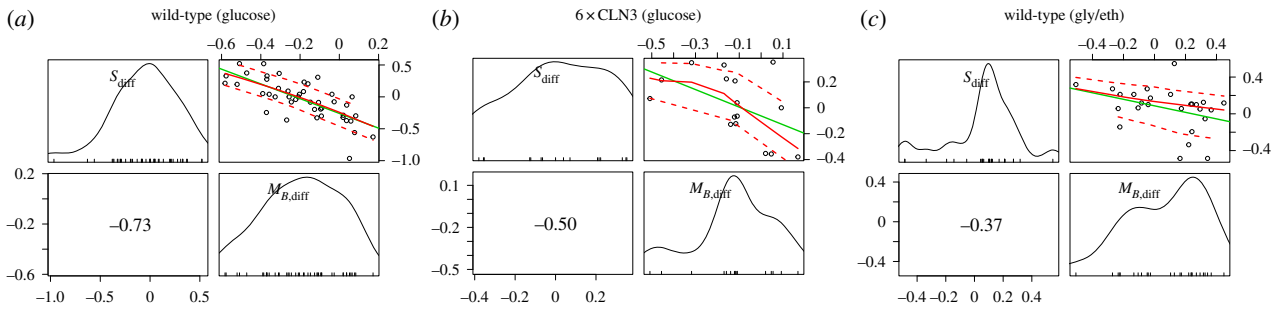 (a) wild-type (glucose)
−0.6 −0.4 −0.2 0 0.2
S_diff
0.5
0
−0.5
−1.0
0.2
−0.2
−0.6
−0.73
M_B,diff
−1.0 −0.5 0 0.5
(b) 6 × CLN3 (glucose)
−0.5 −0.3 −0.1 0.1
S_diff
0.2
0
−0.2
−0.4
0.1
−0.1
−0.3
−0.5
−0.50
M_B,diff
−0.4 −0.2 0 0.2
(c) wild-type (gly/eth)
−0.4 −0.2 0 0.2 0.4
S_diff
0.4
0
−0.4
0.4
0
−0.4
−0.37
M_B,diff
−0.4 −0.2 0 0.2 0.4